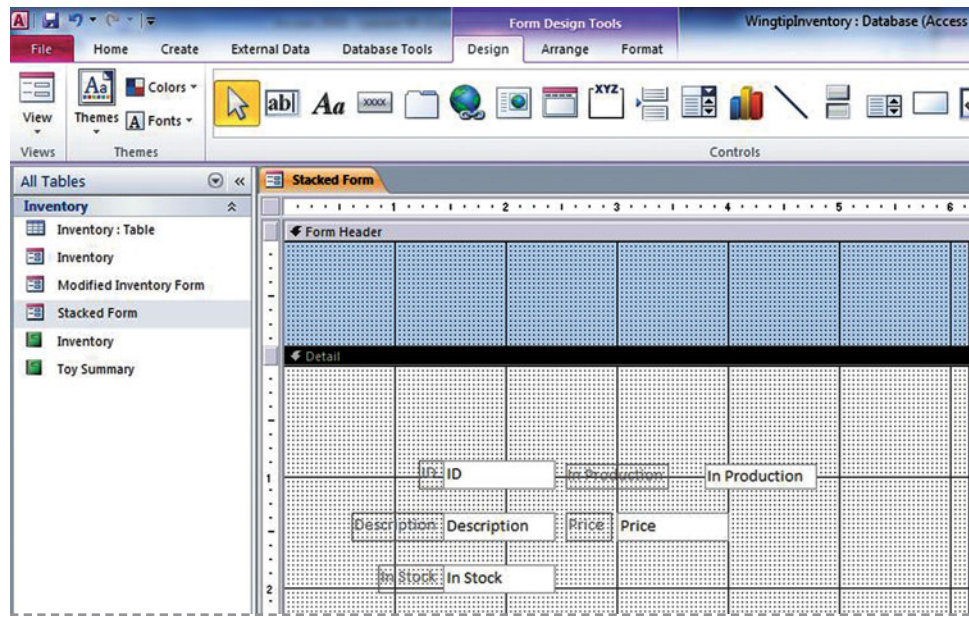 A
Form Design Tools
WingtipInventory : Database (Access
File Home Create External Data Database Tools Design Arrange Format
View
Themes
Aa
Colors
A Fonts
ab|
Aa
xxxx
XYZ
Views Themes Controls
All Tables «
Inventory
Inventory : Table
Inventory
Modified Inventory Form
Stacked Form
Inventory
Toy Summary
Stacked Form
1 2 3 4 5 6
Form Header
Detail
1
2
ID ID In Production In Production
Description Description Price Price
In Stock In Stock